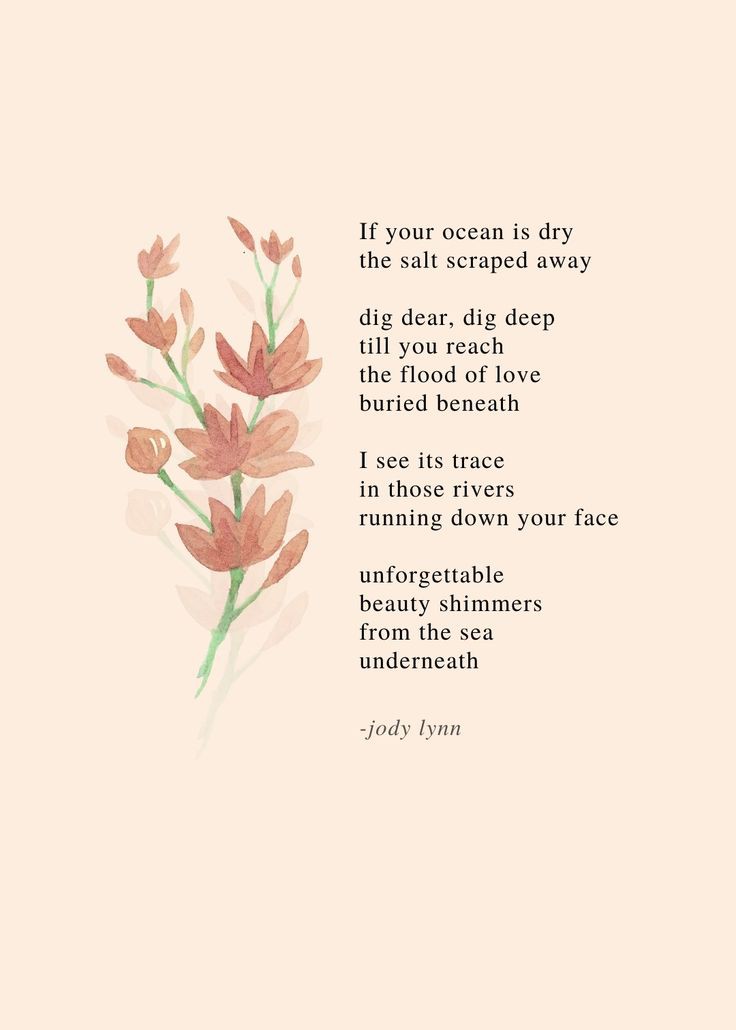 If your ocean is dry
the salt scraped away
dig dear, dig deep
till you reach
the flood of love
buried beneath
I see its trace
in those rivers
running down your face
unforgettable
beauty shimmers
from the sea
underneath
-jody lynn